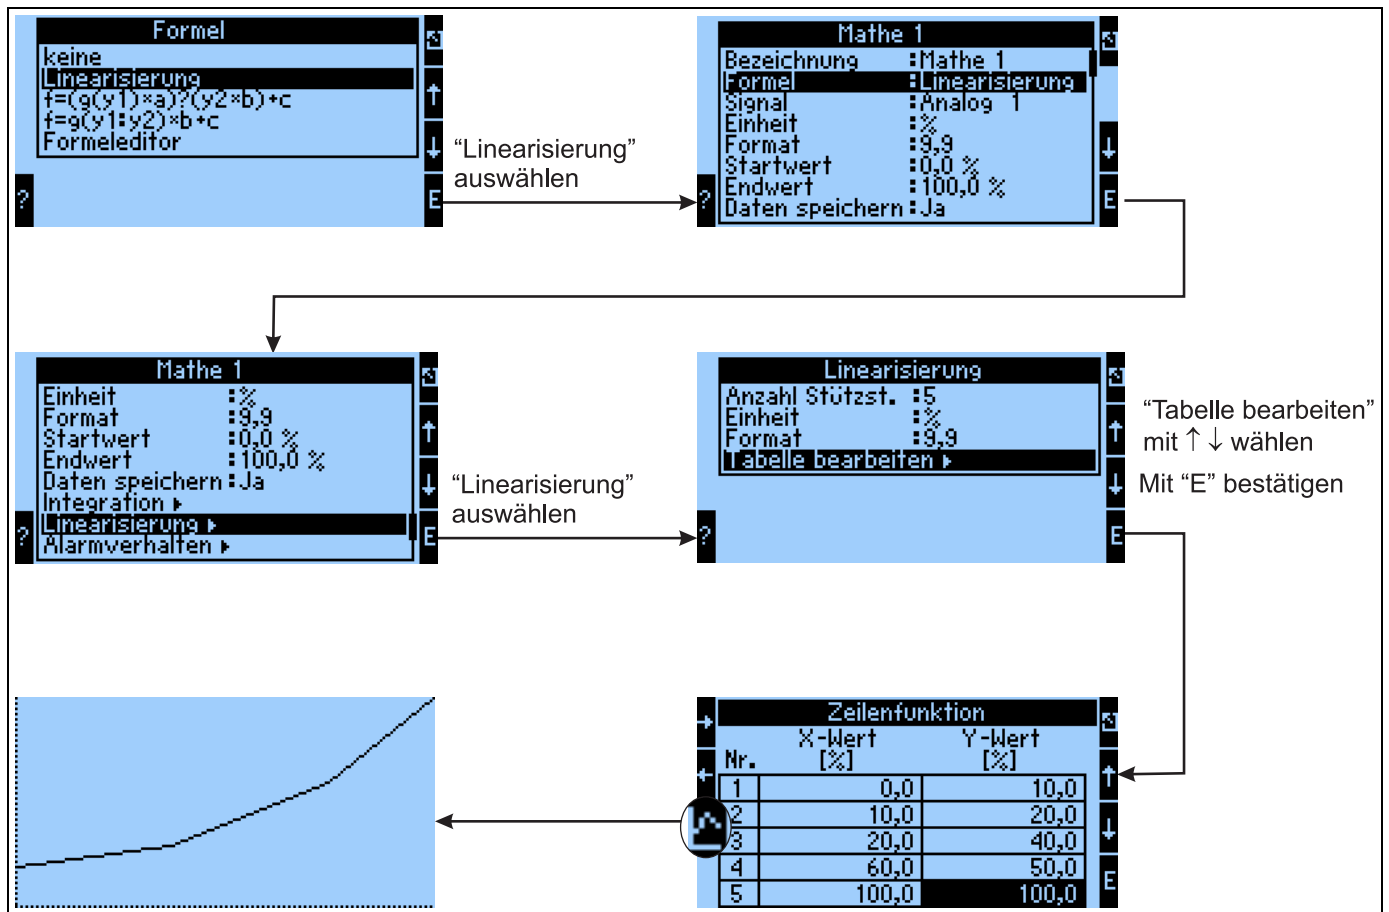 Formel
keine
Linearisierung
f=(g(y1)×a)?(y2×b)+c
f=g(y1:y2)×b+c
Formeleditor
↑
↓
?
E
“Linearisierung”
auswählen
Mathe 1
Bezeichnung :Mathe 1
Formel :Linearisierung
Signal :Analog 1
Einheit :%
Format :9,9
Startwert :0,0 %
Endwert :100,0 %
Daten speichern:Ja
↓
?
E
Mathe 1
Einheit :%
Format :9,9
Startwert :0,0 %
Endwert :100,0 %
Daten speichern:Ja
Integration ▸
Linearisierung ▸
Alarmverhalten ▸
↑
↓
?
E
“Linearisierung”
auswählen
Linearisierung
Anzahl Stützst. :5
Einheit :%
Format :9,9
Tabelle bearbeiten ▸
↑
↓
?
E
“Tabelle bearbeiten”
mit ↑ ↓ wählen
Mit “E” bestätigen
Zeilenfunktion
X-Wert Y-Wert
Nr. [%] [%]
1 0,0 10,0
2 10,0 20,0
3 20,0 40,0
4 60,0 50,0
5 100,0 100,0
→
←
↑
↓
E